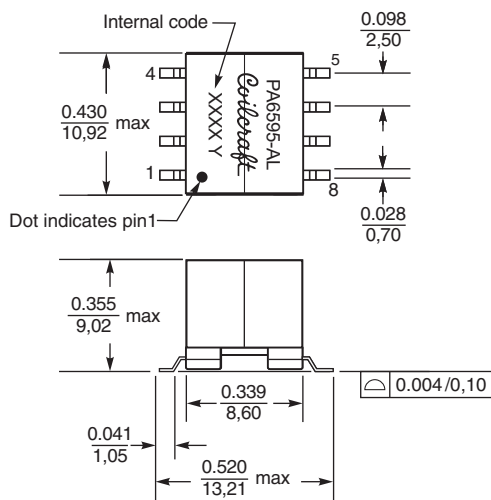 Internal code
0.098
2,50
4
5
0.430
10,92
max
XXXX Y
Coilcraft
PA6595-AL
1
8
Dot indicates pin1
0.028
0,70
0.355
9,02
max
0.339
8,60
0.004/0,10
0.041
1,05
0.520
13,21
max